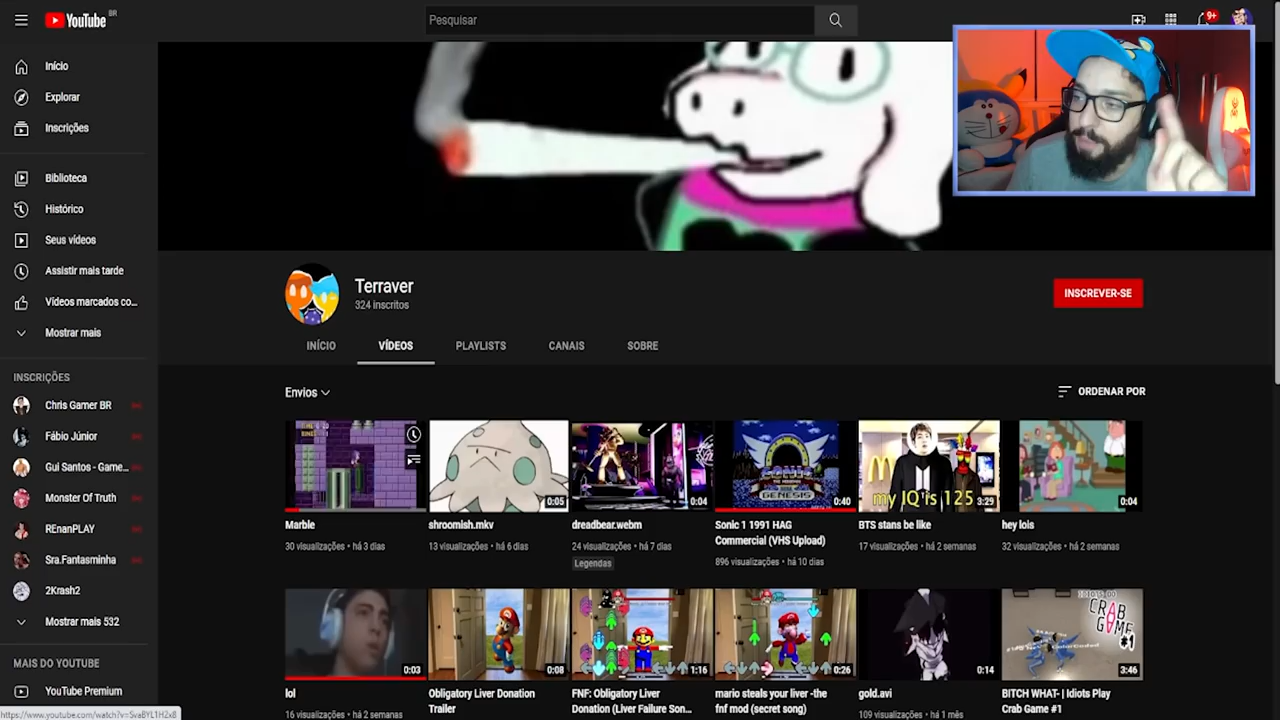 YouTube BR
Pesquisar
9+
Início
Explorar
Inscrições
Biblioteca
Histórico
Seus vídeos
Assistir mais tarde
Vídeos marcados co...
Mostrar mais
INSCRIÇÕES
Chris Gamer BR
Fábio Júnior
Gui Santos - Game...
Monster Of Truth
REnanPLAY
Sra.Fantasminha
2Krash2
Mostrar mais 532
MAIS DO YOUTUBE
YouTube Premium
https://www.youtube.com/watch?v=SvaBYL1H2x8
Terraver
324 inscritos
INSCREVER-SE
INÍCIO VÍDEOS PLAYLISTS CANAIS SOBRE
Envios
ORDENAR POR
0:05
0:04
SONIC
THE HEDGEHOG
GENESIS
0:40
my IQ is 125
3:29
0:04
Marble
30 visualizações • há 3 dias
shroomish.mkv
13 visualizações • há 6 dias
dreadbear.webm
24 visualizações • há 7 dias
Legendas
Sonic 1 1991 HAG
Commercial (VHS Upload)
896 visualizações • há 10 dias
BTS stans be like
17 visualizações • há 2 semanas
hey lois
32 visualizações • há 2 semanas
0:03
0:08
1:16
0:26
0:14
CRAB
GAME
#1
3:46
lol
16 visualizações • há 2 semanas
Obligatory Liver Donation
Trailer
FNF: Obligatory Liver
Donation (Liver Failure Son...
mario steals your liver -the
fnf mod (secret song)
gold.avi
109 visualizações • há 1 mês
BITCH WHAT- | Idiots Play
Crab Game #1